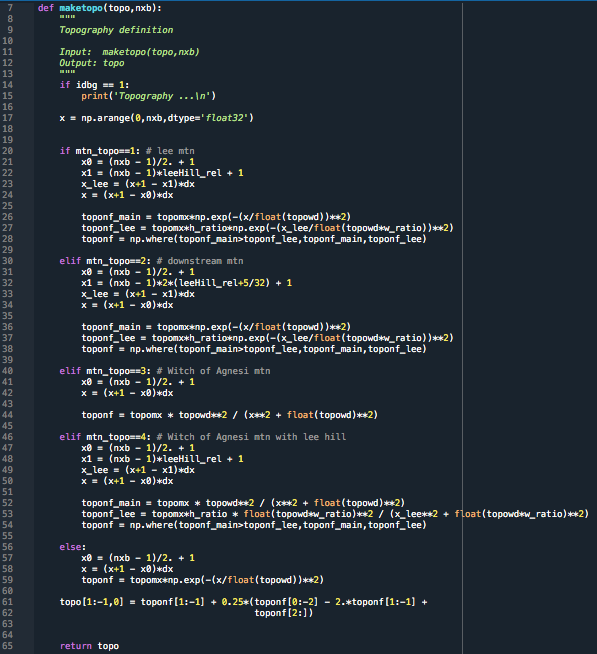 7 def maketopo(topo,nxb):
8     """
9     Topography definition
10
11     Input:  maketopo(topo,nxb)
12     Output: topo
13     """
14     if idbg == 1:
15         print('Topography ...\n')
16
17     x = np.arange(0,nxb,dtype='float32')
18
19
20     if mtn_topo==1: # lee mtn
21         x0 = (nxb - 1)/2. + 1
22         x1 = (nxb - 1)*leeHill_rel + 1
23         x_lee = (x+1 - x1)*dx
24         x = (x+1 - x0)*dx
25
26         toponf_main = topomx*np.exp(-(x/float(topowd))**2)
27         toponf_lee = topomx*h_ratio*np.exp(-(x_lee/float(topowd*w_ratio))**2)
28         toponf = np.where(toponf_main>toponf_lee,toponf_main,toponf_lee)
29
30     elif mtn_topo==2: # downstream mtn
31         x0 = (nxb - 1)/2. + 1
32         x1 = (nxb - 1)*2*(leeHill_rel+5/32) + 1
33         x_lee = (x+1 - x1)*dx
34         x = (x+1 - x0)*dx
35
36         toponf_main = topomx*np.exp(-(x/float(topowd))**2)
37         toponf_lee = topomx*h_ratio*np.exp(-(x_lee/float(topowd*w_ratio))**2)
38         toponf = np.where(toponf_main>toponf_lee,toponf_main,toponf_lee)
39
40     elif mtn_topo==3: # Witch of Agnesi mtn
41         x0 = (nxb - 1)/2. + 1
42         x = (x+1 - x0)*dx
43
44         toponf = topomx * topowd**2 / (x**2 + float(topowd)**2)
45
46     elif mtn_topo==4: # Witch of Agnesi mtn with lee hill
47         x0 = (nxb - 1)/2. + 1
48         x1 = (nxb - 1)*leeHill_rel + 1
49         x_lee = (x+1 - x1)*dx
50         x = (x+1 - x0)*dx
51
52         toponf_main = topomx * topowd**2 / (x**2 + float(topowd)**2)
53         toponf_lee = topomx*h_ratio * float(topowd*w_ratio)**2 / (x_lee**2 + float(topowd*w_ratio)**2)
54         toponf = np.where(toponf_main>toponf_lee,toponf_main,toponf_lee)
55
56     else:
57         x0 = (nxb - 1)/2. + 1
58         x = (x+1 - x0)*dx
59         toponf = topomx*np.exp(-(x/float(topowd))**2)
60
61     topo[1:-1,0] = toponf[1:-1] + 0.25*(toponf[0:-2] - 2.*toponf[1:-1] +
62                                         toponf[2:])
63
64
65     return topo